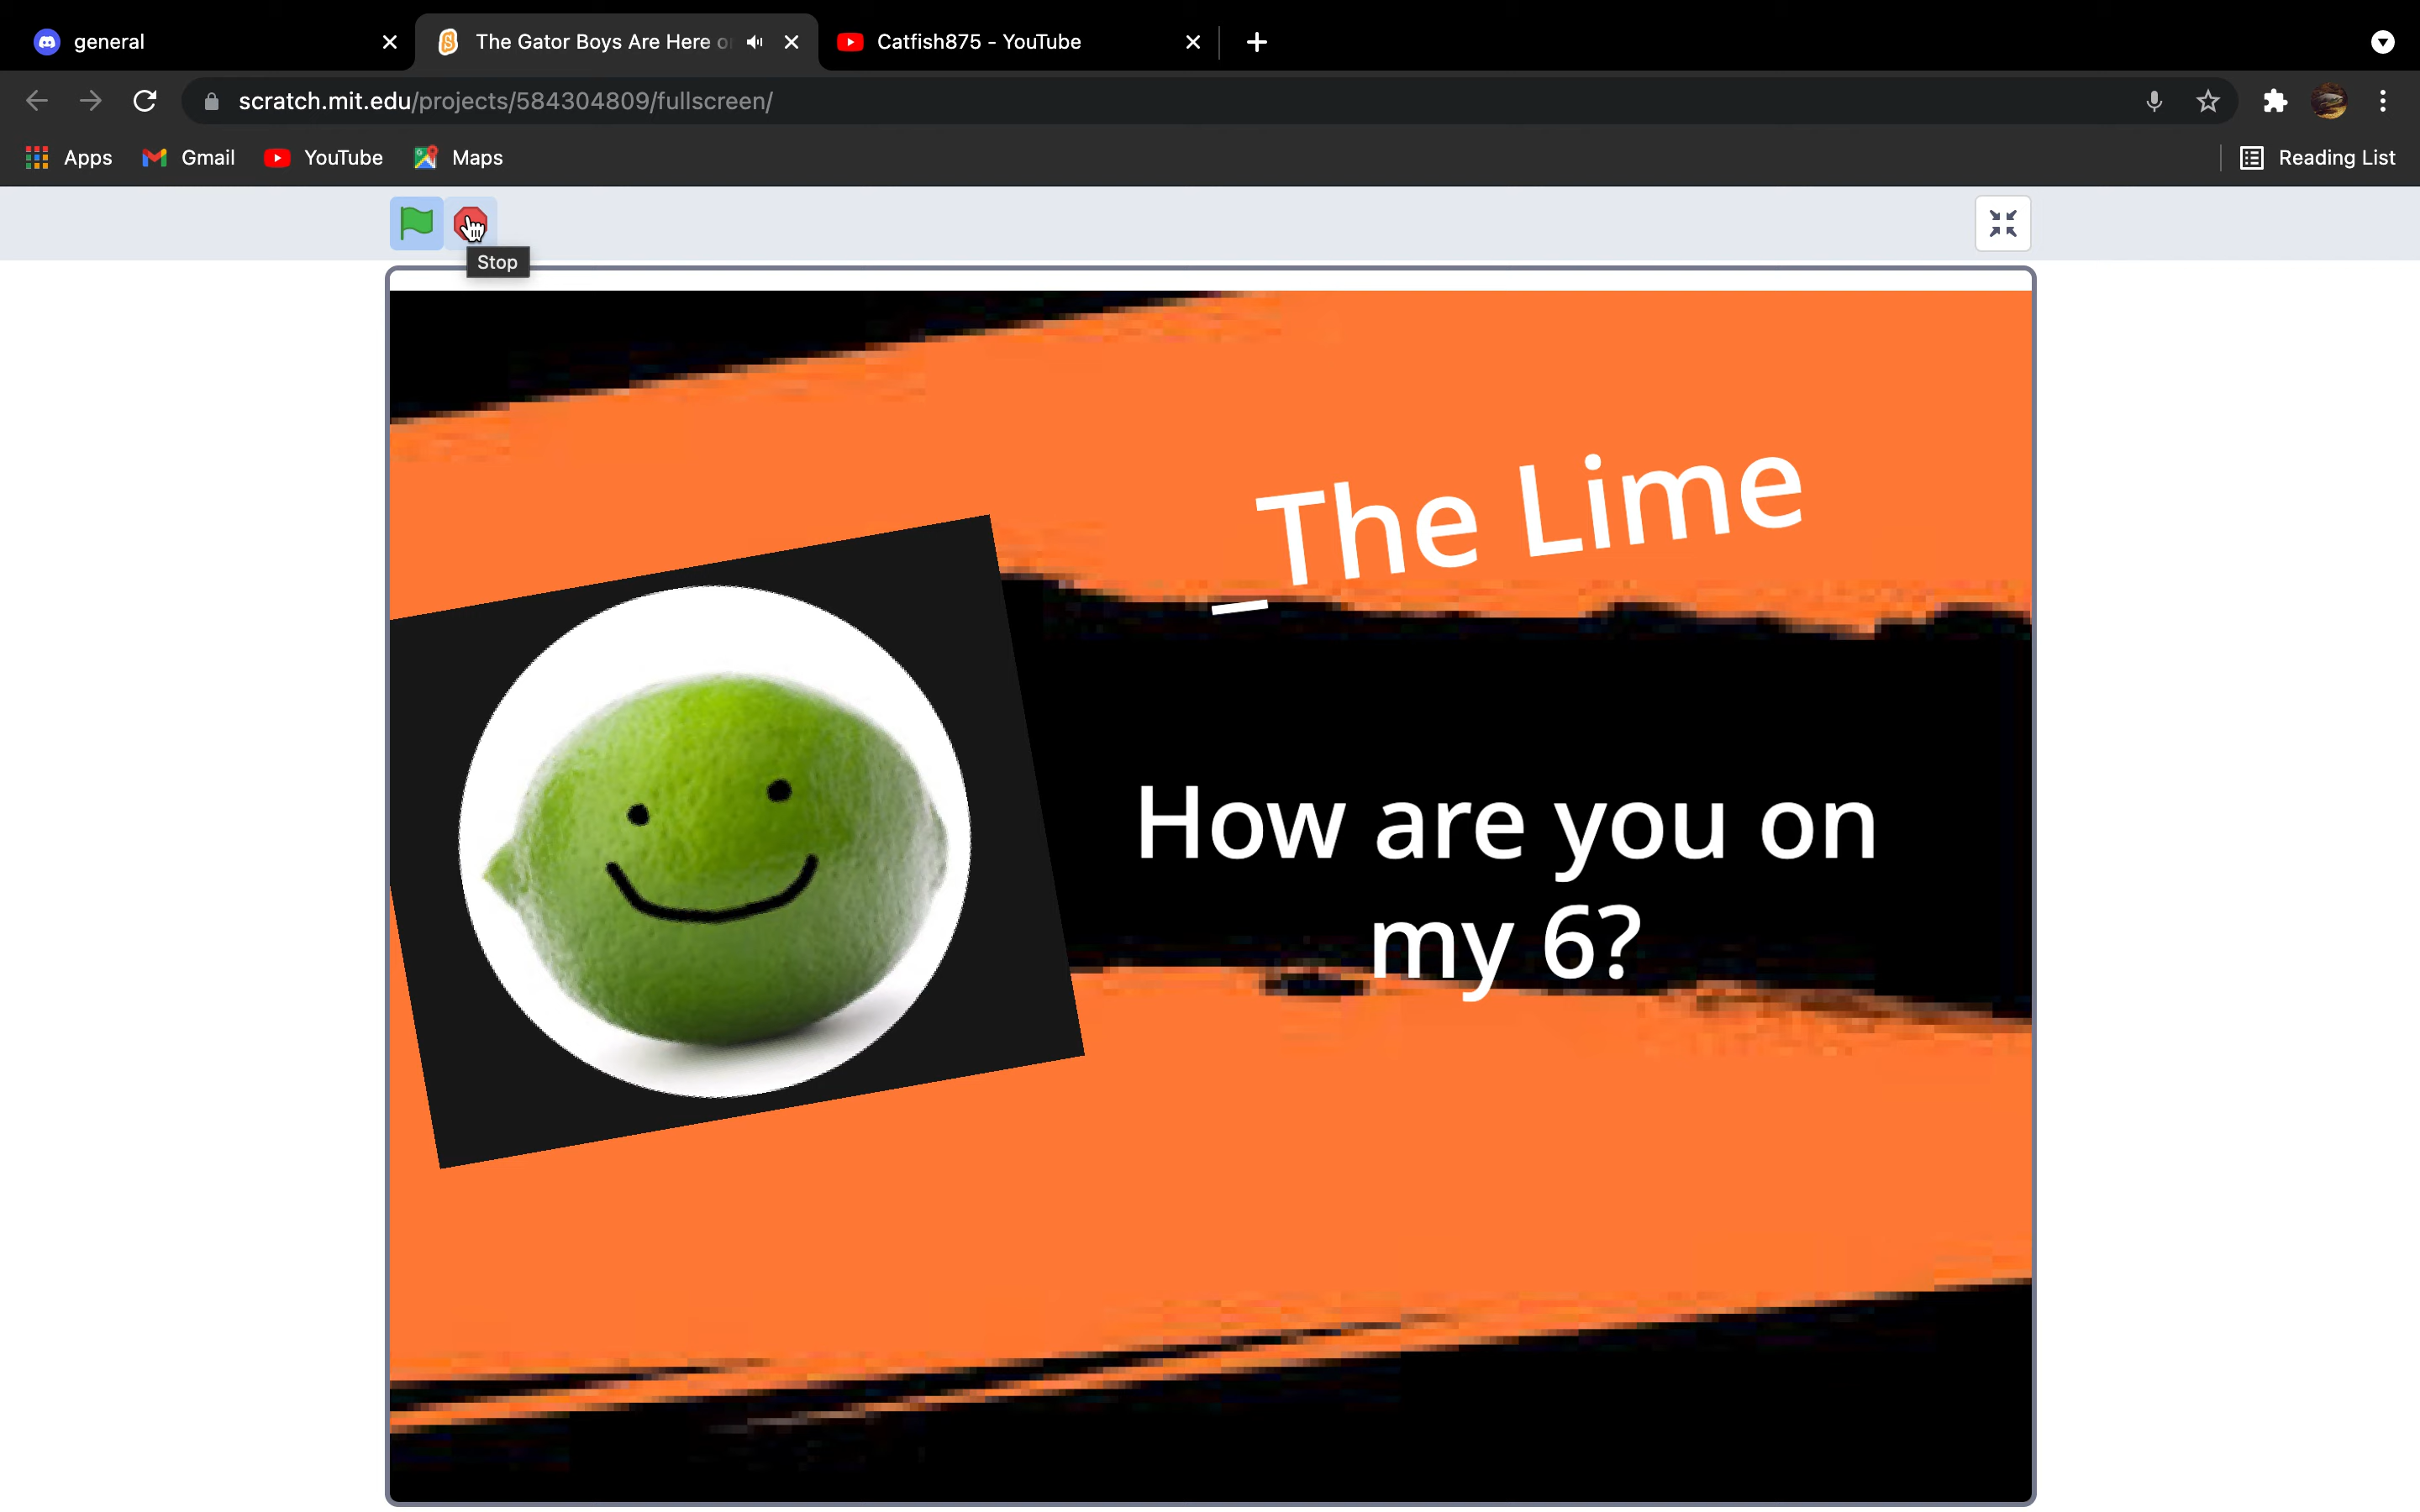 general
The Gator Boys Are Here
Catfish875 - YouTube
scratch.mit.edu/projects/584304809/fullscreen/
Apps
Gmail
YouTube
Maps
Reading List
Stop
The Lime
How are you on
my 6?